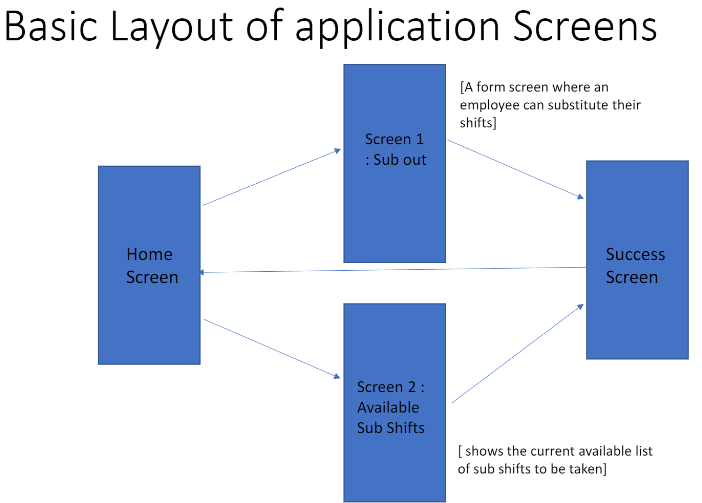 Basic Layout of application Screens
[A form screen where an
employee can substitute their
shifts]
Screen 1
: Sub out
Home
Screen
Success
Screen
Screen 2 :
Available
Sub Shifts
[ shows the current available list
of sub shifts to be taken]